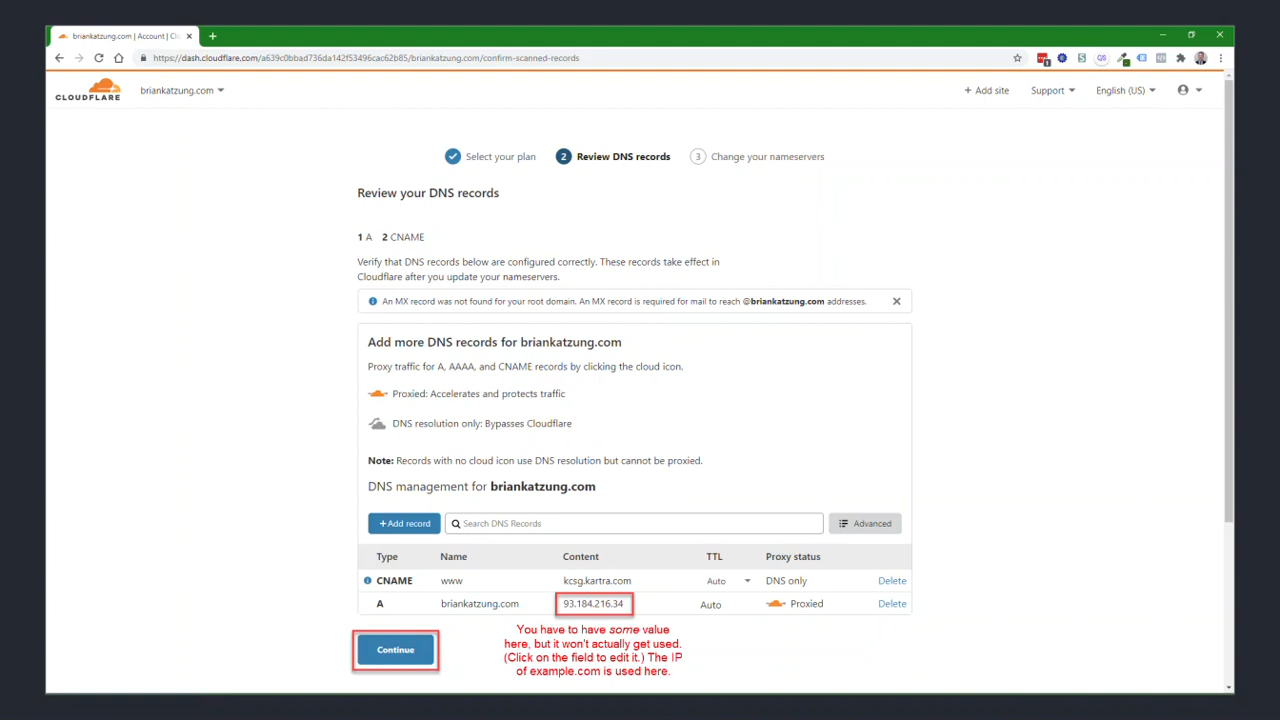 briankatzung.com | Account | Cl
https://dash.cloudflare.com/a639c0bbad736da142f53496cac62b85/briankatzung.com/confirm-scanned-records
CLOUDFLARE
briankatzung.com
+ Add site
Support
English (US)
Select your plan
2 Review DNS records
3 Change your nameservers
Review your DNS records
1 A 2 CNAME
Verify that DNS records below are configured correctly. These records take effect in
Cloudflare after you update your nameservers.
An MX record was not found for your root domain. An MX record is required for mail to reach @briankatzung.com addresses.
Add more DNS records for briankatzung.com
Proxy traffic for A, AAAA, and CNAME records by clicking the cloud icon.
Proxied: Accelerates and protects traffic
DNS resolution only: Bypasses Cloudflare
Note: Records with no cloud icon use DNS resolution but cannot be proxied.
DNS management for briankatzung.com
+Add record
Search DNS Records
Advanced
Type Name Content TTL Proxy status
CNAME www kcsg.kartra.com Auto DNS only Delete
A briankatzung.com 93.184.216.34 Auto Proxied Delete
Continue
You have to have some value
here, but it won't actually get used.
(Click on the field to edit it.) The IP
of example.com is used here.